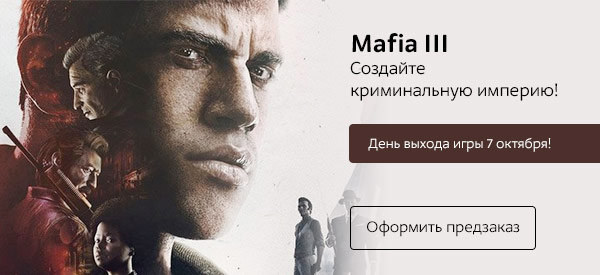 Mafia III
Создайте
криминальную империю!
День выхода игры 7 октября!
Оформить предзаказ